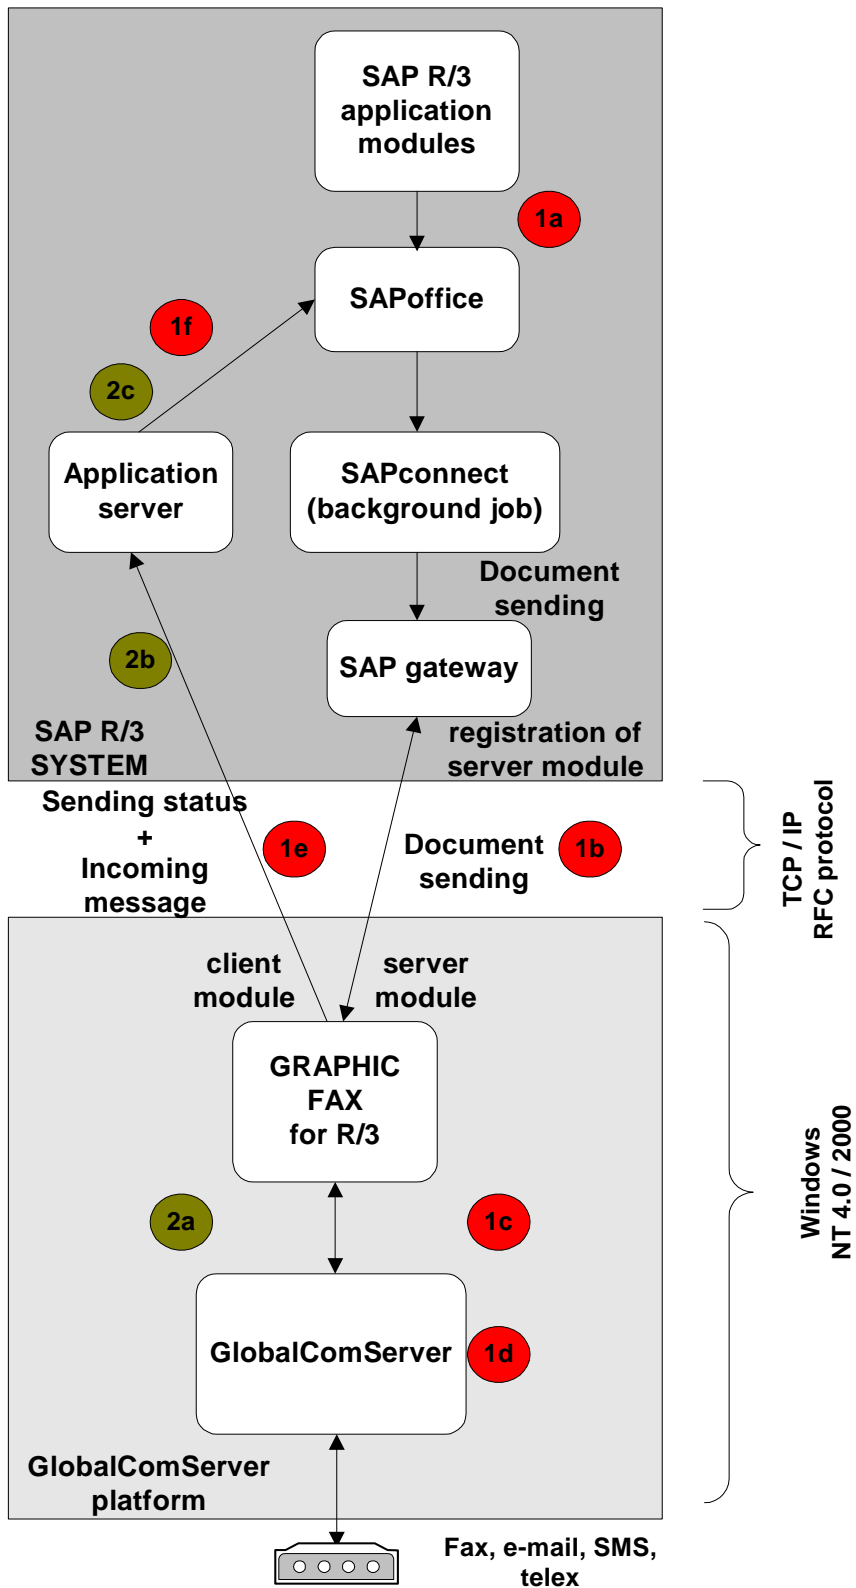 SAP R/3
application
modules
1a
SAPoffice
1f
2c
Application
server
SAPconnect
(background job)
Document
sending
2b
SAP gateway
SAP R/3
SYSTEM
registration of
server module
Sending status
+
Incoming
message
1e
Document
sending
1b
TCP / IP
RFC protocol
client
module
server
module
GRAPHIC
FAX
for R/3
2a
1c
Windows
NT 4.0 / 2000
GlobalComServer
1d
GlobalComServer
platform
Fax, e-mail, SMS,
telex